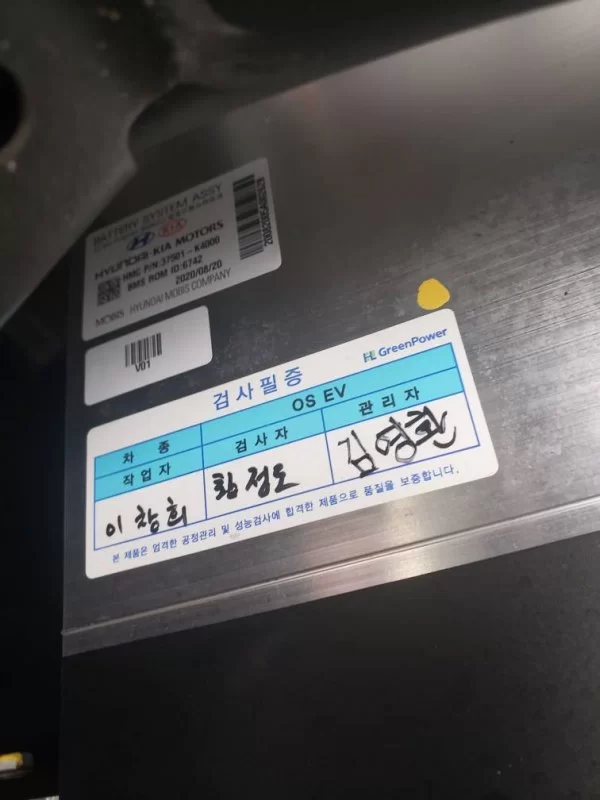 BATTERY SYSTEM ASSY
KIA
HYUNDAI·KIA MOTORS
HMC P/N:37501-K4000
BMS ROM ID:6742
2020/08/20
MOBIS HYUNDAI MOBIS COMPANY
V01
HL GreenPower
검사필증
차 종 OS EV
작업자 검사자 관리자
이창희 황정도 김영환
본 제품은 엄격한 공정관리 및 성능검사에 합격한 제품으로 품질을 보증합니다.